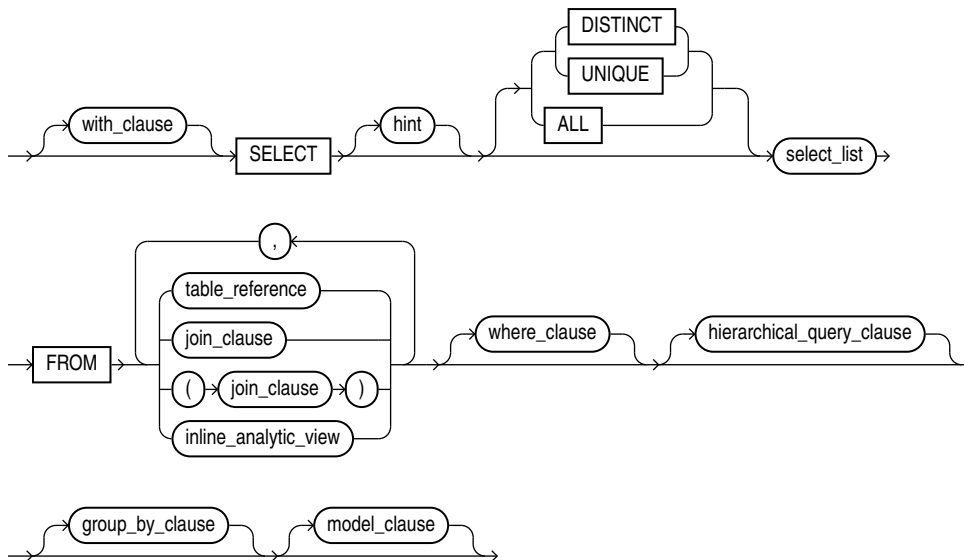 DISTINCT
UNIQUE
ALL
with_clause SELECT hint select_list
,
table_reference
join_clause
FROM where_clause hierarchical_query_clause
( join_clause )
inline_analytic_view
group_by_clause model_clause